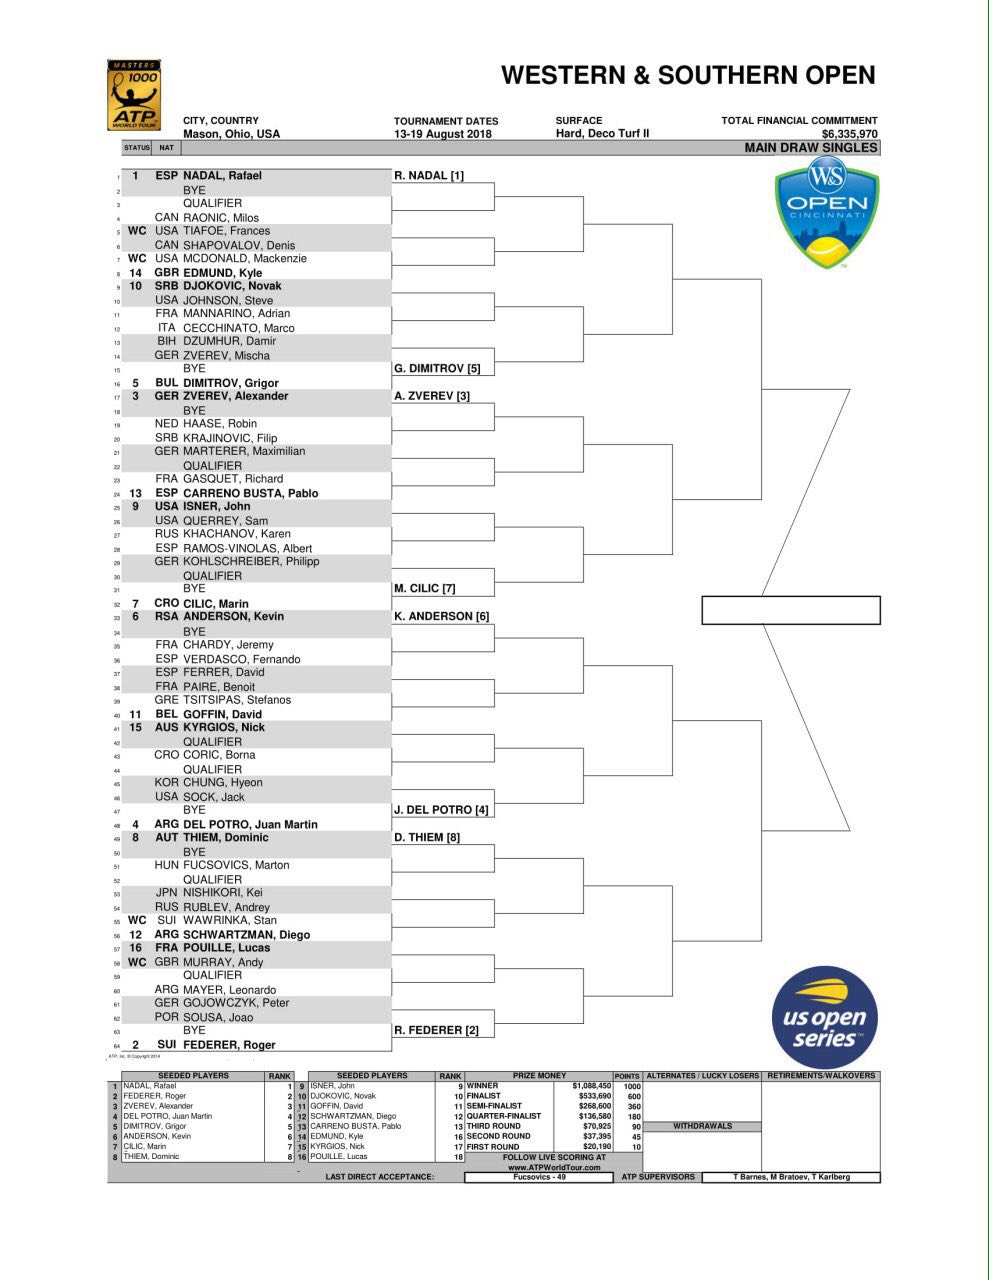 MASTERS
1000
ATP
WORLD TOUR
WESTERN & SOUTHERN OPEN
CITY, COUNTRY TOURNAMENT DATES SURFACE TOTAL FINANCIAL COMMITMENT
Mason, Ohio, USA 13-19 August 2018 Hard, Deco Turf II $6,335,970
STATUS NAT MAIN DRAW SINGLES
W&S
OPEN
CINCINNATI
1 1 ESP NADAL, Rafael R. NADAL [1]
2 BYE
3 QUALIFIER
4 CAN RAONIC, Milos
5 WC USA TIAFOE, Frances
6 CAN SHAPOVALOV, Denis
7 WC USA MCDONALD, Mackenzie
8 14 GBR EDMUND, Kyle
9 10 SRB DJOKOVIC, Novak
10 USA JOHNSON, Steve
11 FRA MANNARINO, Adrian
12 ITA CECCHINATO, Marco
13 BIH DZUMHUR, Damir
14 GER ZVEREV, Mischa
15 BYE G. DIMITROV [5]
16 5 BUL DIMITROV, Grigor
17 3 GER ZVEREV, Alexander A. ZVEREV [3]
18 BYE
19 NED HAASE, Robin
20 SRB KRAJINOVIC, Filip
21 GER MARTERER, Maximilian
22 QUALIFIER
23 FRA GASQUET, Richard
24 13 ESP CARRENO BUSTA, Pablo
25 9 USA ISNER, John
26 USA QUERREY, Sam
27 RUS KHACHANOV, Karen
28 ESP RAMOS-VINOLAS, Albert
29 GER KOHLSCHREIBER, Philipp
30 QUALIFIER
31 BYE M. CILIC [7]
32 7 CRO CILIC, Marin
33 6 RSA ANDERSON, Kevin K. ANDERSON [6]
34 BYE
35 FRA CHARDY, Jeremy
36 ESP VERDASCO, Fernando
37 ESP FERRER, David
38 FRA PAIRE, Benoit
39 GRE TSITSIPAS, Stefanos
40 11 BEL GOFFIN, David
41 15 AUS KYRGIOS, Nick
42 QUALIFIER
43 CRO CORIC, Borna
44 QUALIFIER
45 KOR CHUNG, Hyeon
46 USA SOCK, Jack
47 BYE J. DEL POTRO [4]
48 4 ARG DEL POTRO, Juan Martin
49 8 AUT THIEM, Dominic D. THIEM [8]
50 BYE
51 HUN FUCSOVICS, Marton
52 QUALIFIER
53 JPN NISHIKORI, Kei
54 RUS RUBLEV, Andrey
55 WC SUI WAWRINKA, Stan
56 12 ARG SCHWARTZMAN, Diego
57 16 FRA POUILLE, Lucas
58 WC GBR MURRAY, Andy
59 QUALIFIER
60 ARG MAYER, Leonardo
61 GER GOJOWCZYK, Peter
62 POR SOUSA, Joao
63 BYE R. FEDERER [2]
64 2 SUI FEDERER, Roger
us open
series
ATP, Inc. © Copyright 2014
SEEDED PLAYERS RANK SEEDED PLAYERS RANK PRIZE MONEY POINTS ALTERNATES / LUCKY LOSERS RETIREMENTS/WALKOVERS
1 NADAL, Rafael 1 9 ISNER, John 9 WINNER $1,088,450 1000
2 FEDERER, Roger 2 10 DJOKOVIC, Novak 10 FINALIST $533,690 600
3 ZVEREV, Alexander 3 11 GOFFIN, David 11 SEMI-FINALIST $268,600 360
4 DEL POTRO, Juan Martin 4 12 SCHWARTZMAN, Diego 12 QUARTER-FINALIST $136,580 180
5 DIMITROV, Grigor 5 13 CARRENO BUSTA, Pablo 13 THIRD ROUND $70,925 90 WITHDRAWALS
6 ANDERSON, Kevin 6 14 EDMUND, Kyle 16 SECOND ROUND $37,395 45
7 CILIC, Marin 7 15 KYRGIOS, Nick 17 FIRST ROUND $20,190 10
8 THIEM, Dominic 8 16 POUILLE, Lucas 18 FOLLOW LIVE SCORING AT
www.ATPWorldTour.com
LAST DIRECT ACCEPTANCE: Fucsovics - 49 ATP SUPERVISORS T Barnes, M Bratoev, T Karlberg